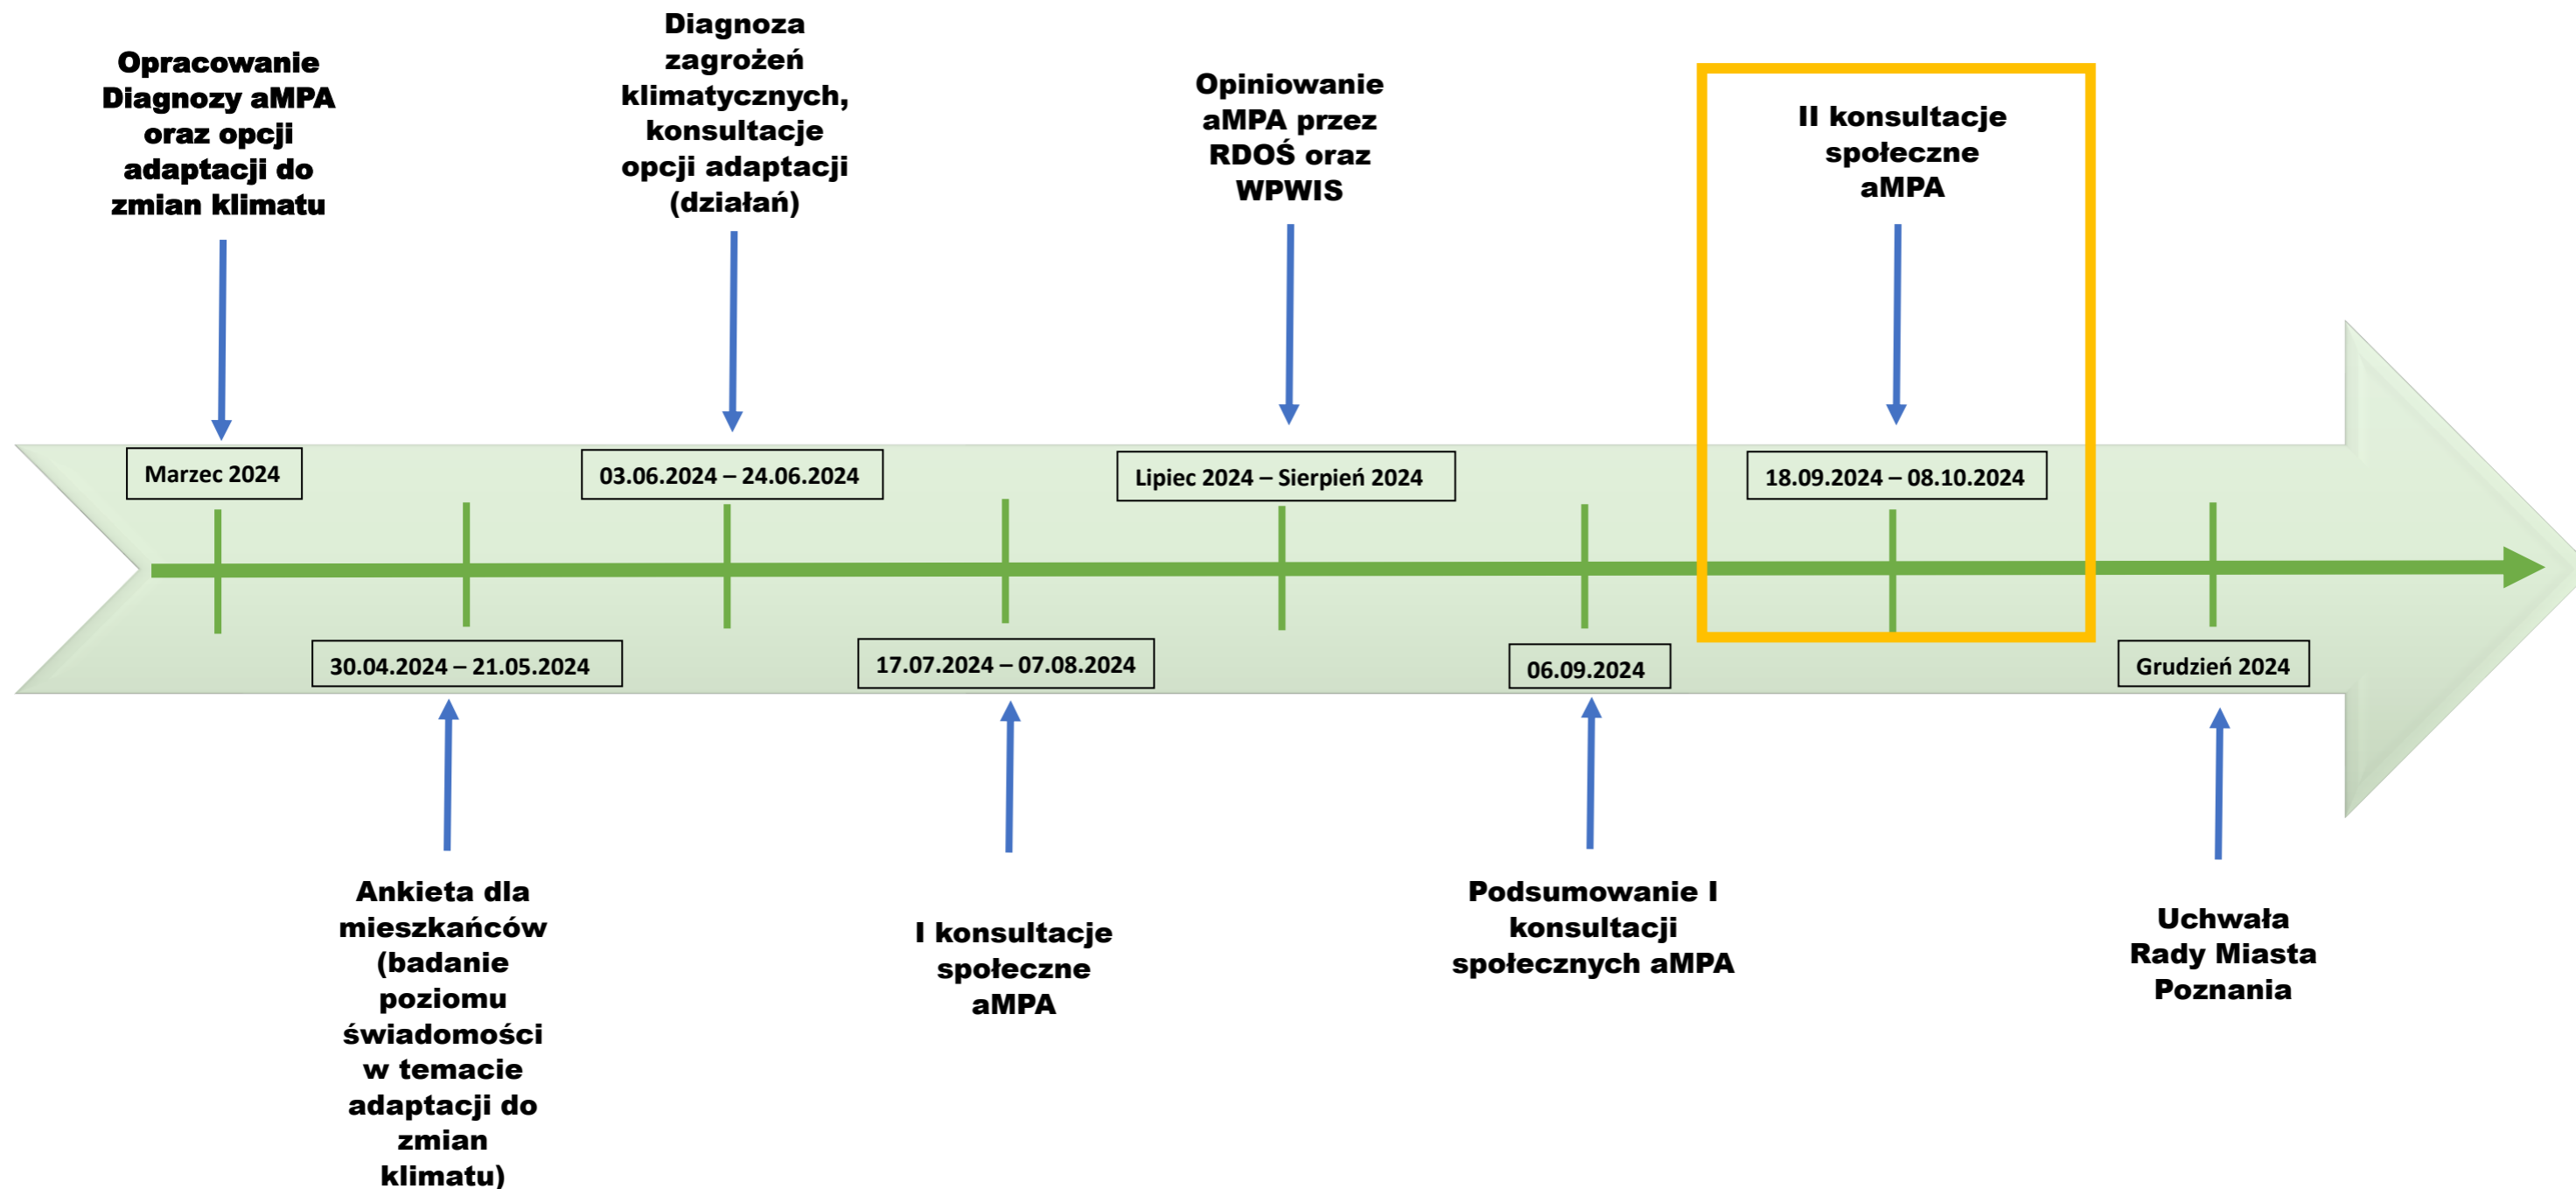 Opracowanie
Diagnozy aMPA
oraz opcji
adaptacji do
zmian klimatu
Diagnoza
zagrożeń
klimatycznych,
konsultacje
opcji adaptacji
(działań)
Opiniowanie
aMPA przez
RDOŚ oraz
WPWIS
II konsultacje
społeczne
aMPA
Marzec 2024
03.06.2024 – 24.06.2024
Lipiec 2024 – Sierpień 2024
18.09.2024 – 08.10.2024
30.04.2024 – 21.05.2024
17.07.2024 – 07.08.2024
06.09.2024
Grudzień 2024
Ankieta dla
mieszkańców
(badanie
poziomu
świadomości
w temacie
adaptacji do
zmian
klimatu)
I konsultacje
społeczne
aMPA
Podsumowanie I
konsultacji
społecznych aMPA
Uchwała
Rady Miasta
Poznania